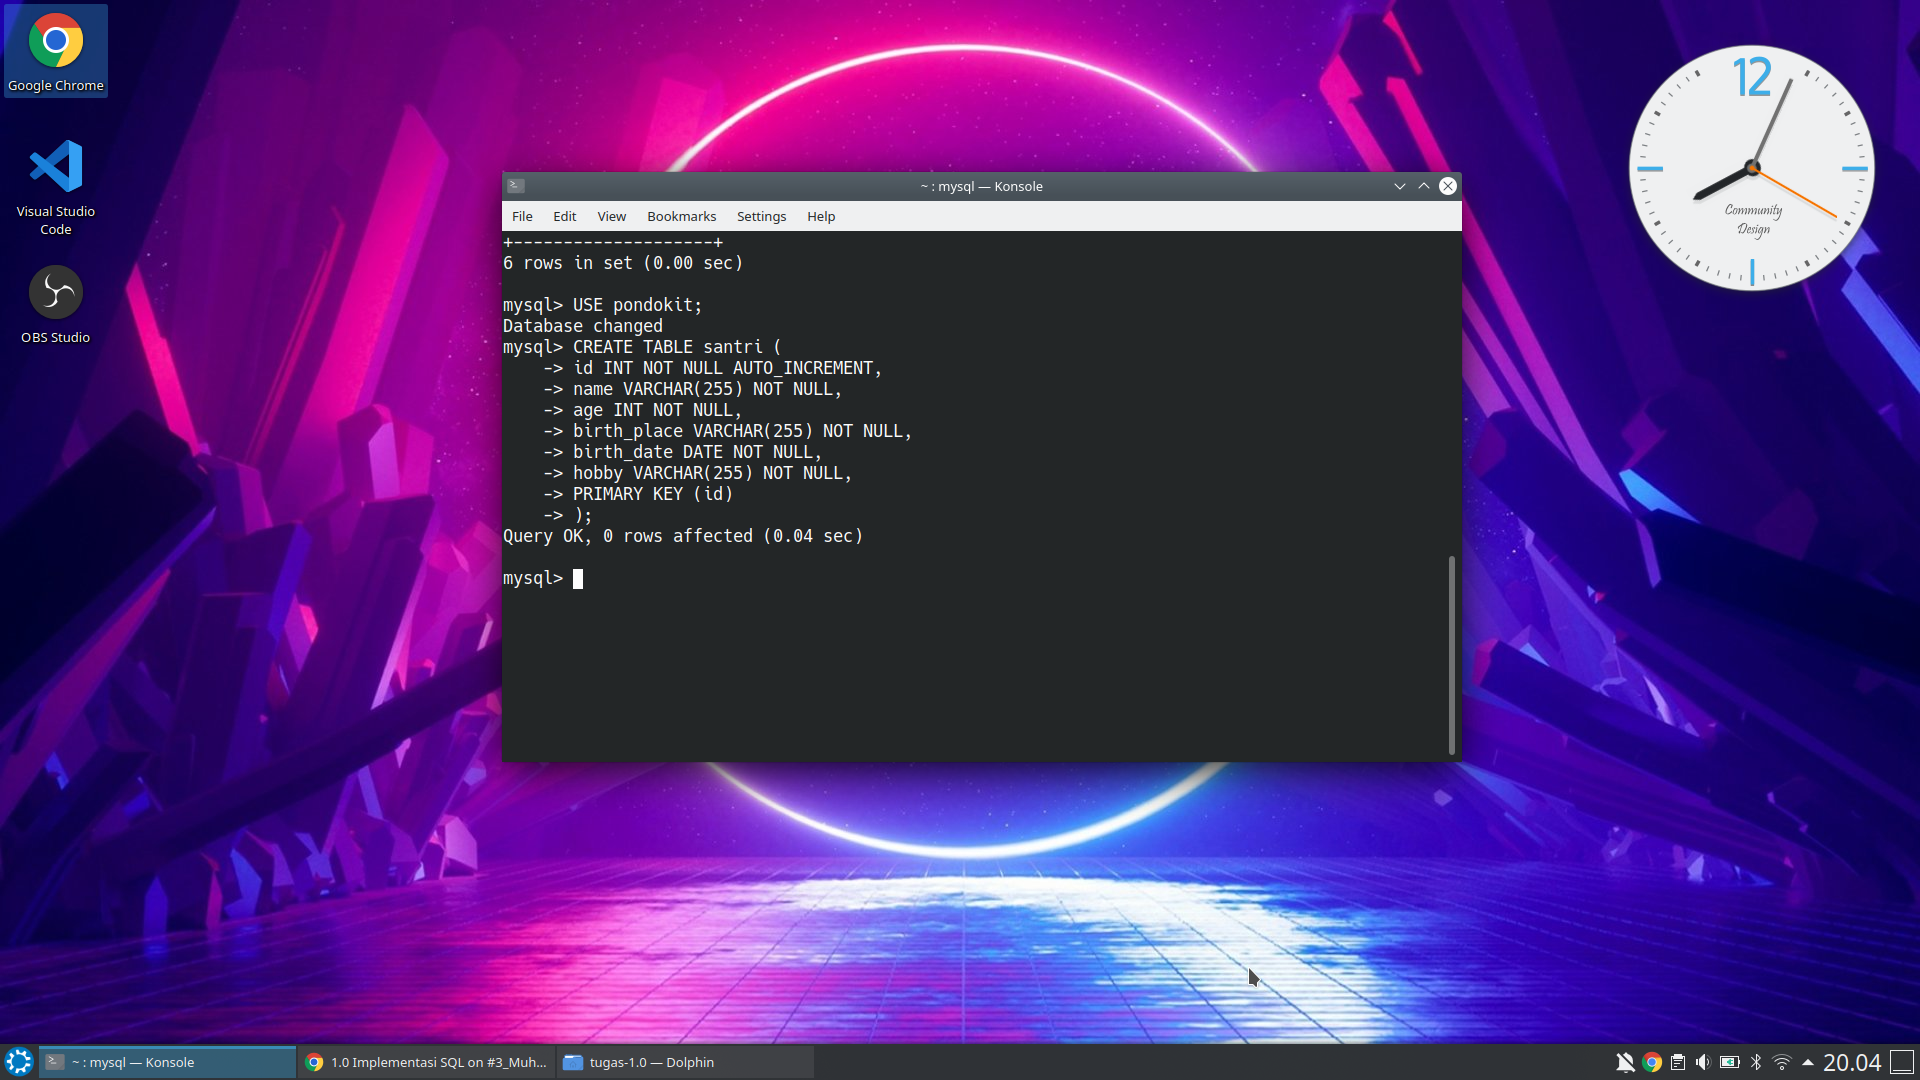 Google Chrome
Visual Studio
Code
OBS Studio
12
Community
Design
~ : mysql — Konsole
File Edit View Bookmarks Settings Help
+--------------------+
6 rows in set (0.00 sec)
mysql> USE pondokit;
Database changed
mysql> CREATE TABLE santri (
    -> id INT NOT NULL AUTO_INCREMENT,
    -> name VARCHAR(255) NOT NULL,
    -> age INT NOT NULL,
    -> birth_place VARCHAR(255) NOT NULL,
    -> birth_date DATE NOT NULL,
    -> hobby VARCHAR(255) NOT NULL,
    -> PRIMARY KEY (id)
    -> );
Query OK, 0 rows affected (0.04 sec)
mysql>
~ : mysql — Konsole
1.0 Implementasi SQL on #3_Muh...
tugas-1.0 — Dolphin
20.04